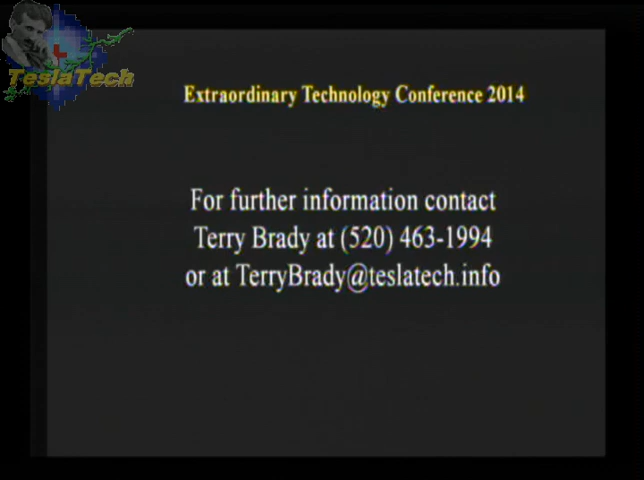 TeslaTech
Extraordinary Technology Conference 2014
For further information contact
Terry Brady at (520) 463-1994
or at TerryBrady@teslatech.info